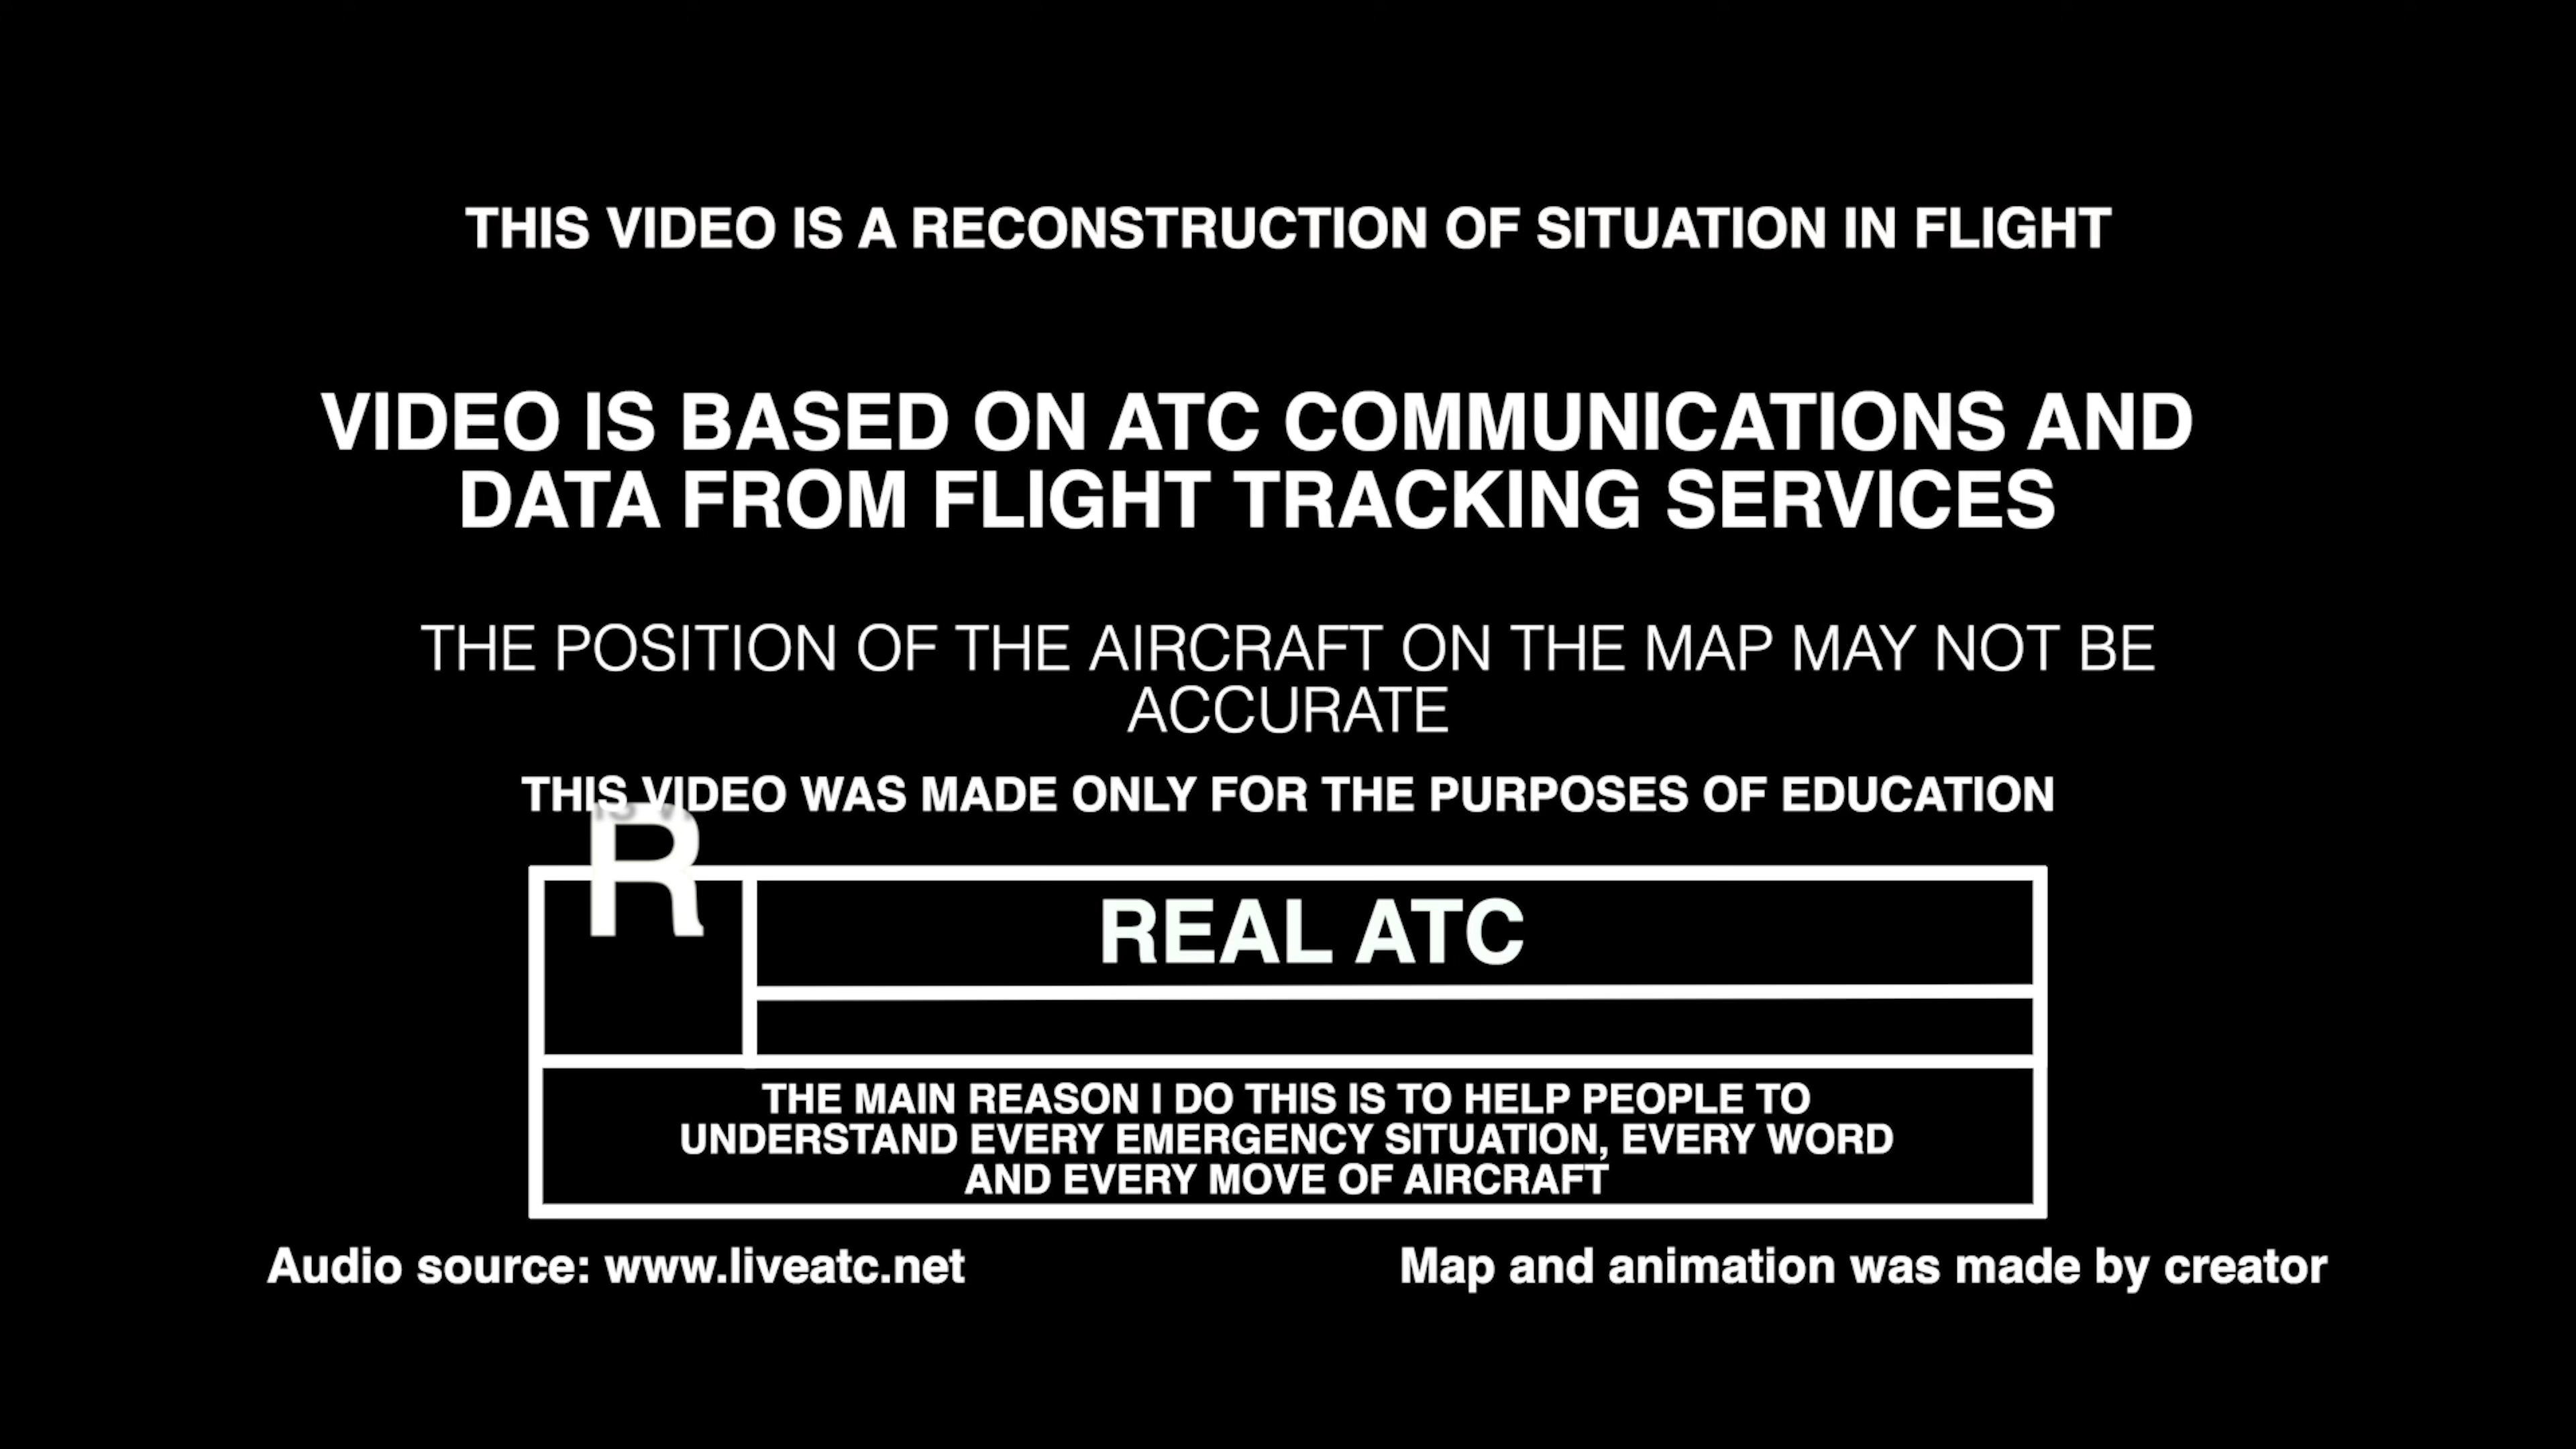 THIS VIDEO IS A RECONSTRUCTION OF SITUATION IN FLIGHT
VIDEO IS BASED ON ATC COMMUNICATIONS AND
DATA FROM FLIGHT TRACKING SERVICES
THE POSITION OF THE AIRCRAFT ON THE MAP MAY NOT BE
ACCURATE
THIS VIDEO WAS MADE ONLY FOR THE PURPOSES OF EDUCATION
R
REAL ATC
THE MAIN REASON I DO THIS IS TO HELP PEOPLE TO
UNDERSTAND EVERY EMERGENCY SITUATION, EVERY WORD
AND EVERY MOVE OF AIRCRAFT
Audio source: www.liveatc.net
Map and animation was made by creator